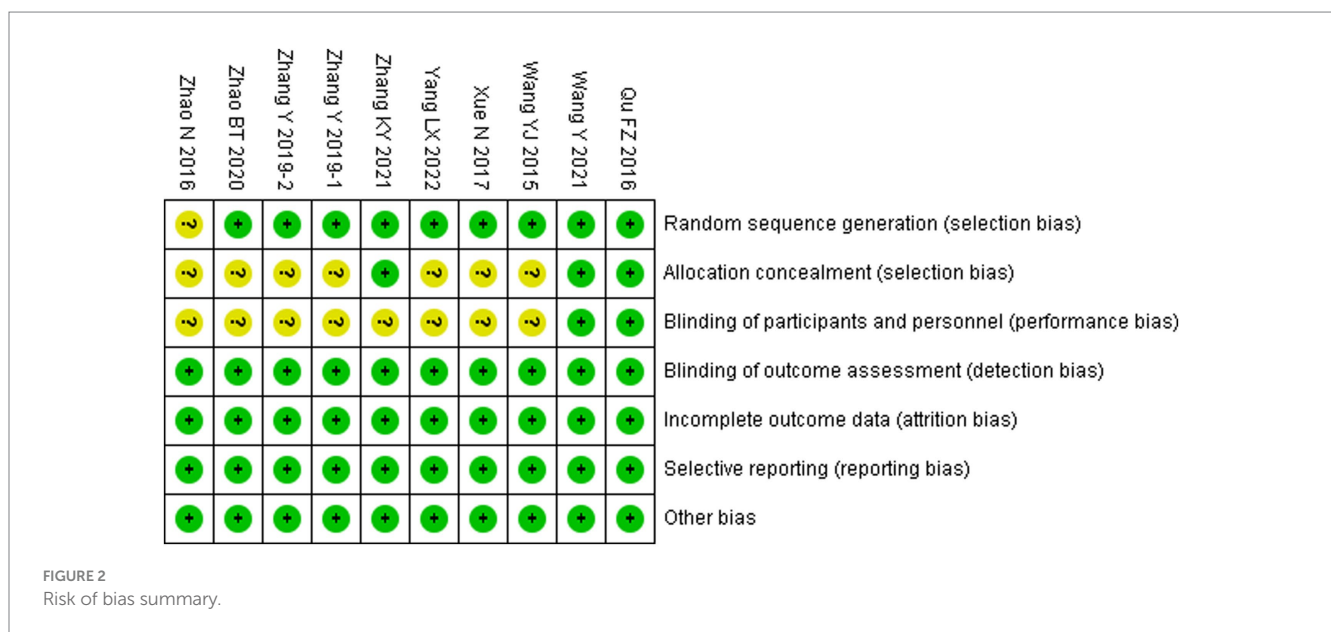 Zhao N 2016
Zhao BT 2020
Zhang Y 2019-2
Zhang Y 2019-1
Zhang KY 2021
Yang LX 2022
Xue N 2017
Wang YJ 2015
Wang Y 2021
Qu FZ 2016
? + + + + + + + + + Random sequence generation (selection bias)
? ? ? ? + ? ? ? + + Allocation concealment (selection bias)
? ? ? ? ? ? ? ? + + Blinding of participants and personnel (performance bias)
+ + + + + + + + + + Blinding of outcome assessment (detection bias)
+ + + + + + + + + + Incomplete outcome data (attrition bias)
+ + + + + + + + + + Selective reporting (reporting bias)
+ + + + + + + + + + Other bias
FIGURE 2
Risk of bias summary.